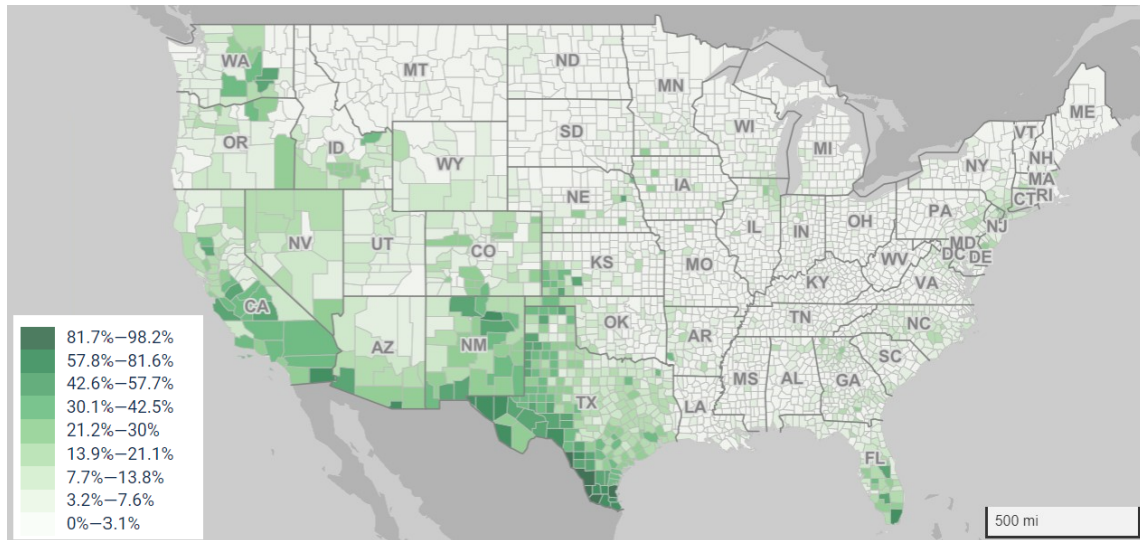 WA
MT
ND
MN
ME
OR
ID
SD
WI
MI
VT
NH
NY
MA
CT RI
WY
NE
IA
PA
NJ
NV
UT
CO
IL
IN
OH
MD
DC DE
WV
KS
MO
KY
VA
CA
AZ
NM
OK
AR
TN
NC
SC
MS
AL
GA
TX
LA
FL
81.7%–98.2%
57.8%–81.6%
42.6%–57.7%
30.1%–42.5%
21.2%–30%
13.9%–21.1%
7.7%–13.8%
3.2%–7.6%
0%–3.1%
500 mi